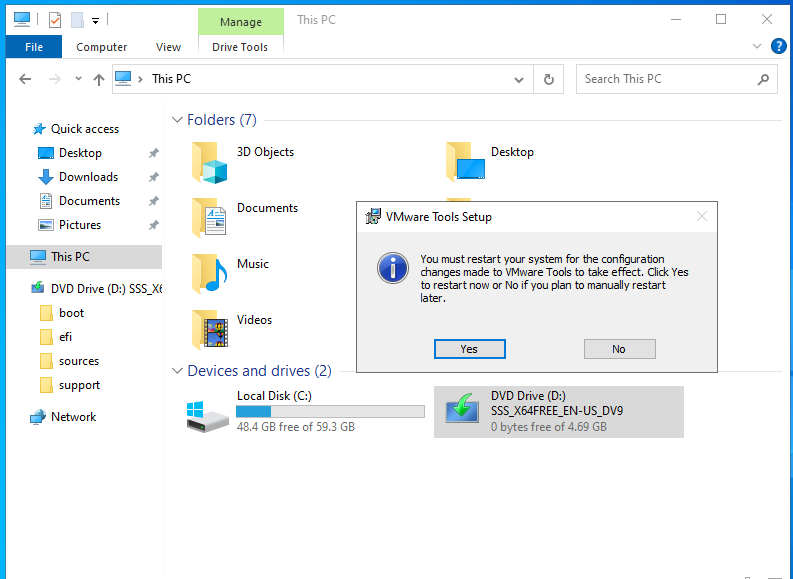 Manage
This PC
File
Computer
View
Drive Tools
This PC
Search This PC
Quick access
Desktop
Downloads
Documents
Pictures
This PC
DVD Drive (D:) SSS_X6
boot
efi
sources
support
Network
Folders (7)
3D Objects
Desktop
Documents
Music
Videos
VMware Tools Setup
You must restart your system for the configuration
changes made to VMware Tools to take effect. Click Yes
to restart now or No if you plan to manually restart
later.
Yes
No
Devices and drives (2)
Local Disk (C:)
48.4 GB free of 59.3 GB
DVD Drive (D:)
SSS_X64FREE_EN-US_DV9
0 bytes free of 4.69 GB